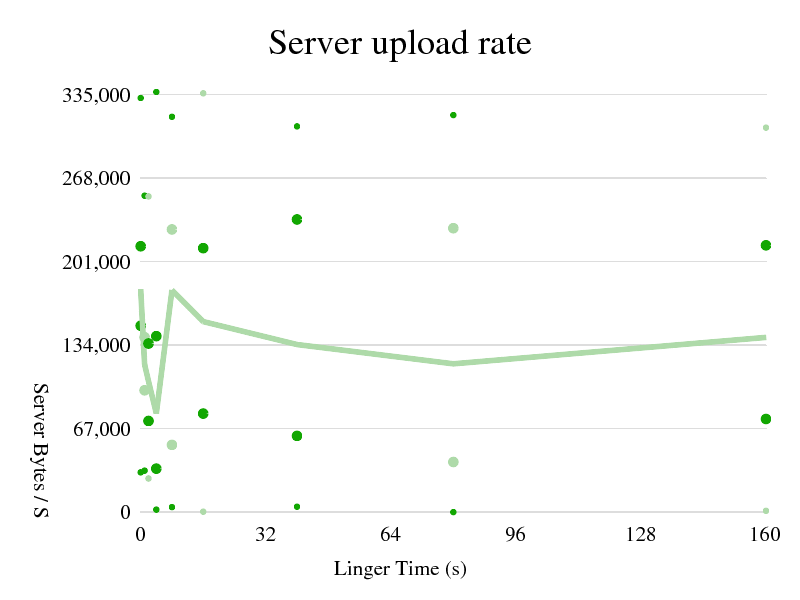 Server upload rate
335,000
268,000
201,000
134,000
67,000
0
Server Bytes / S
0 32 64 96 128 160
Linger Time (s)